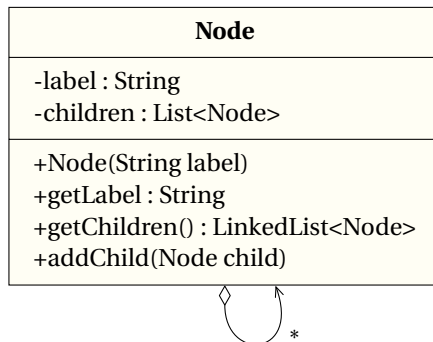 Node
-label : String
-children : List<Node>
+Node(String label)
+getLabel : String
+getChildren() : LinkedList<Node>
+addChild(Node child)
*